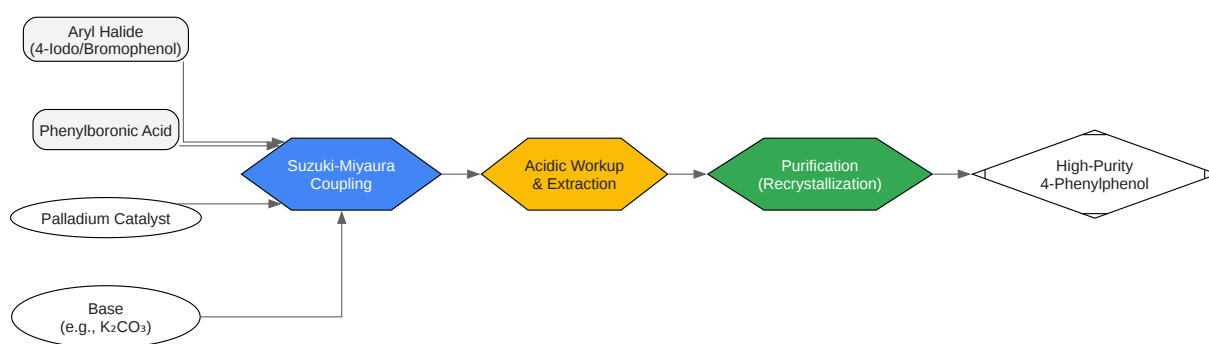 Aryl Halide
(4-Iodo/Bromophenol)
Phenylboronic Acid
Palladium Catalyst
Base
(e.g., K₂CO₃)
Suzuki-Miyaura
Coupling
Acidic Workup
& Extraction
Purification
(Recrystallization)
High-Purity
4-Phenylphenol